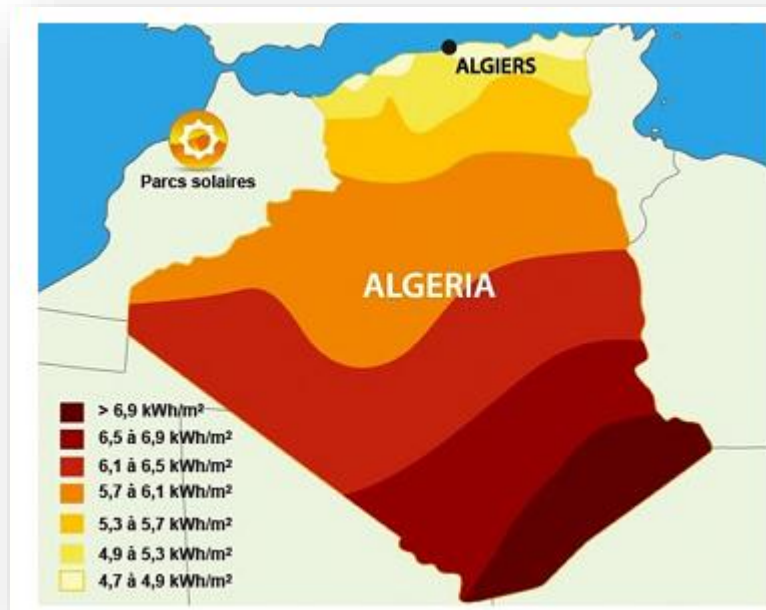 ALGIERS
Parcs solaires
ALGERIA
> 6,9 kWh/m²
6,5 à 6,9 kWh/m²
6,1 à 6,5 kWh/m²
5,7 à 6,1 kWh/m²
5,3 à 5,7 kWh/m²
4,9 à 5,3 kWh/m²
4,7 à 4,9 kWh/m²